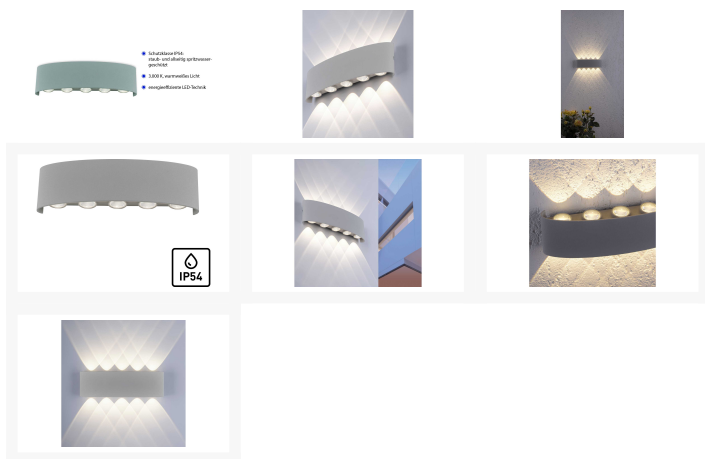 Schutzklasse IP54:
staub- und allseitig spritzwasser-
geschützt
3.000 K, warmweißes Licht
energieeffiziente LED-Technik
IP54